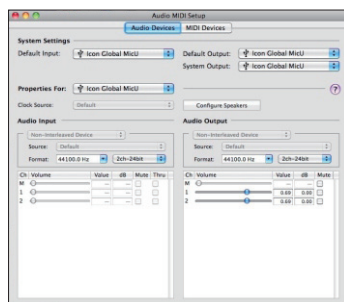 Audio MIDI Setup
Audio Devices MIDI Devices
System Settings
Default Input: Icon Global MicU Default Output: Icon Global MicU
System Output: Icon Global MicU
Properties For: Icon Global MicU ?
Clock Source: Default Configure Speakers
Audio Input Audio Output
Non-Interleaved Device Non-Interleaved Device
Source: Default Source: Default
Format: 44100.0 Hz 2ch-24bit Format: 44100.0 Hz 2ch-24bit
Ch Volume Value dB Mute Thru Ch Volume Value dB Mute
M -- -- M -- --
1 -- -- 1 0.69 0.00
2 -- -- 2 0.69 0.00